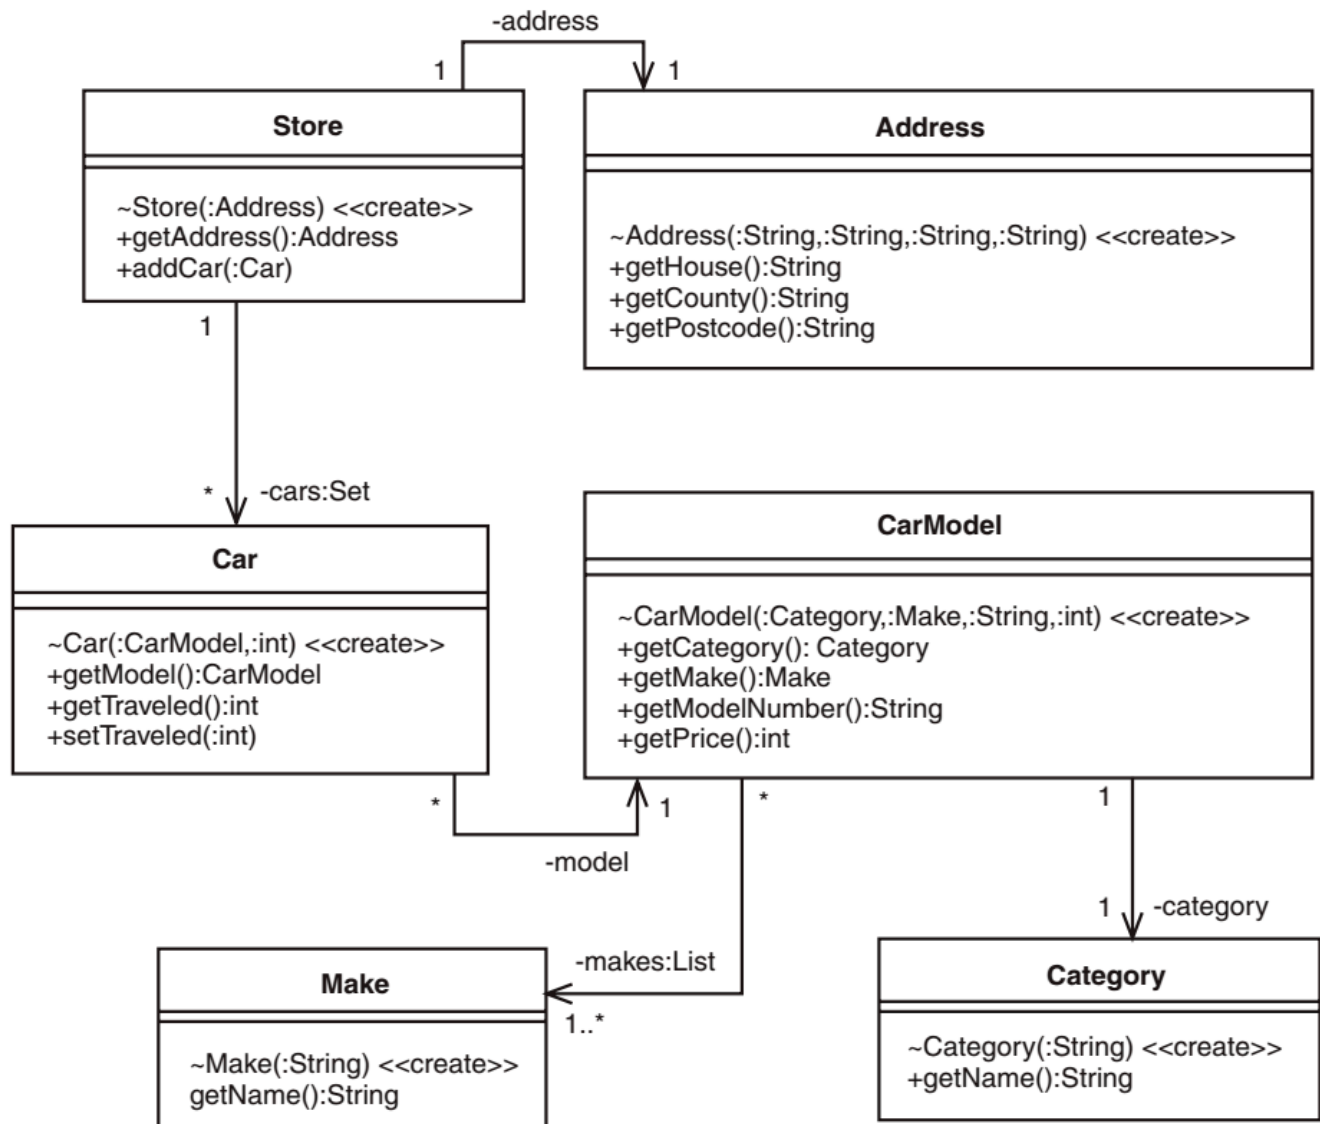 -address
1
1
Store
~Store(:Address) <<create>>
+getAddress():Address
+addCar(:Car)
Address
~Address(:String,:String,:String,:String) <<create>>
+getHouse():String
+getCounty():String
+getPostcode():String
1
*
-cars:Set
Car
~Car(:CarModel,:int) <<create>>
+getModel():CarModel
+getTraveled():int
+setTraveled(:int)
CarModel
~CarModel(:Category,:Make,:String,:int) <<create>>
+getCategory(): Category
+getMake():Make
+getModelNumber():String
+getPrice():int
*
1
-model
*
1
-makes:List
1..*
1
-category
Make
~Make(:String) <<create>>
getName():String
Category
~Category(:String) <<create>>
+getName():String